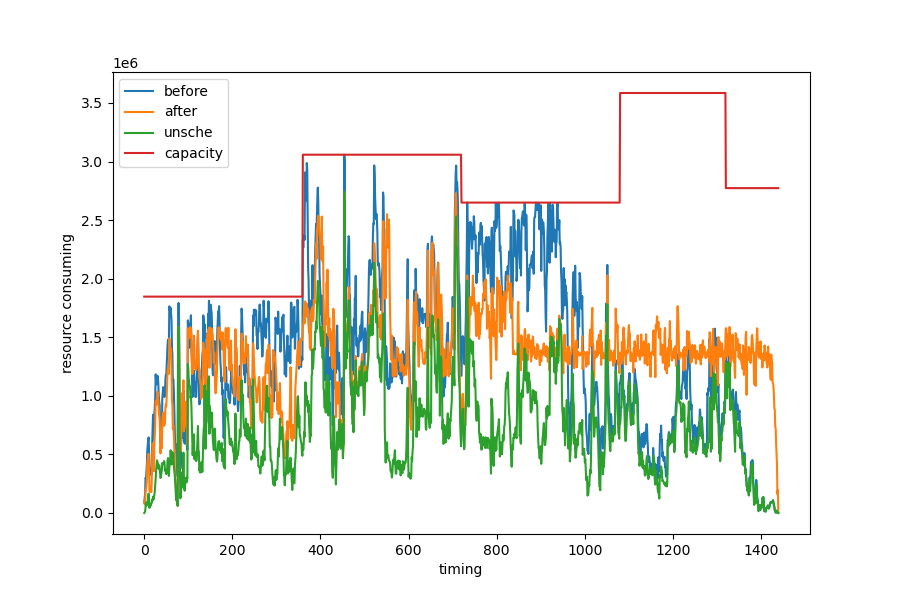 1e6
before
after
unsche
capacity
3.5
3.0
2.5
2.0
1.5
1.0
0.5
0.0
resource consuming
0 200 400 600 800 1000 1200 1400
timing